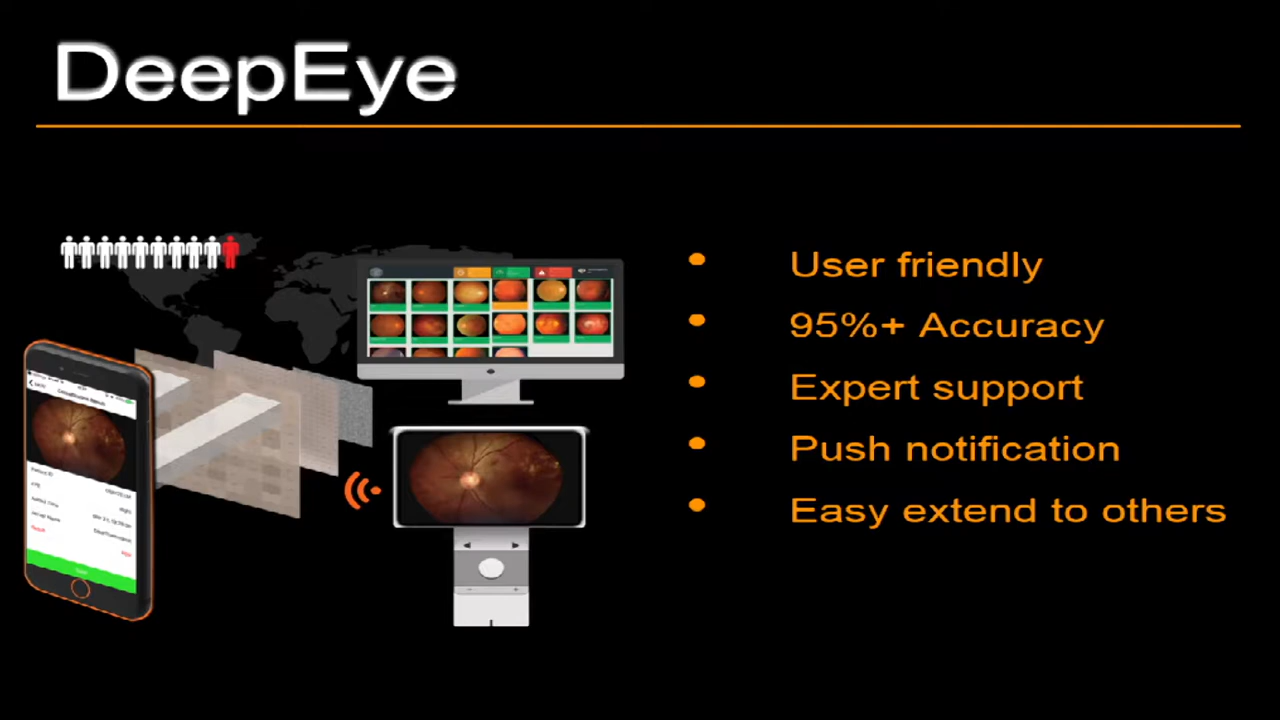 DeepEye
• User friendly
• 95%+ Accuracy
• Expert support
• Push notification
• Easy extend to others